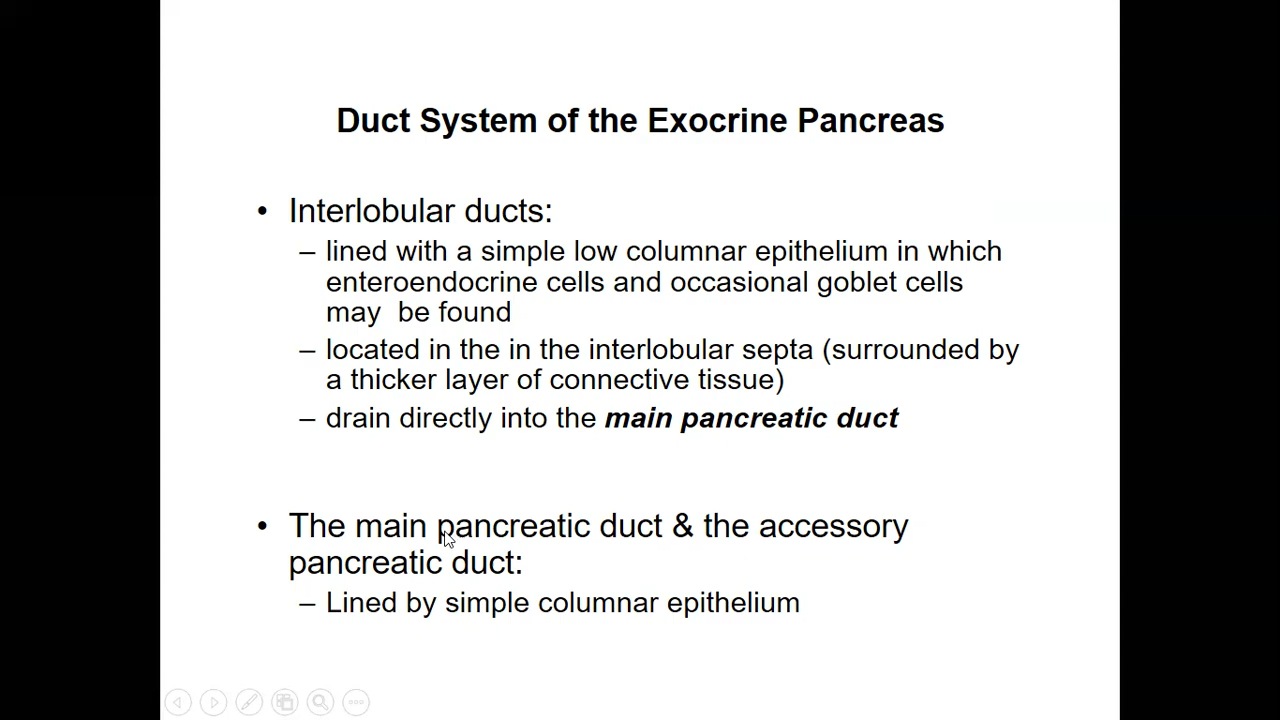 Duct System of the Exocrine Pancreas
• Interlobular ducts:
– lined with a simple low columnar epithelium in which
enteroendocrine cells and occasional goblet cells
may  be found
– located in the in the interlobular septa (surrounded by
a thicker layer of connective tissue)
– drain directly into the main pancreatic duct
• The main pancreatic duct & the accessory
pancreatic duct:
– Lined by simple columnar epithelium